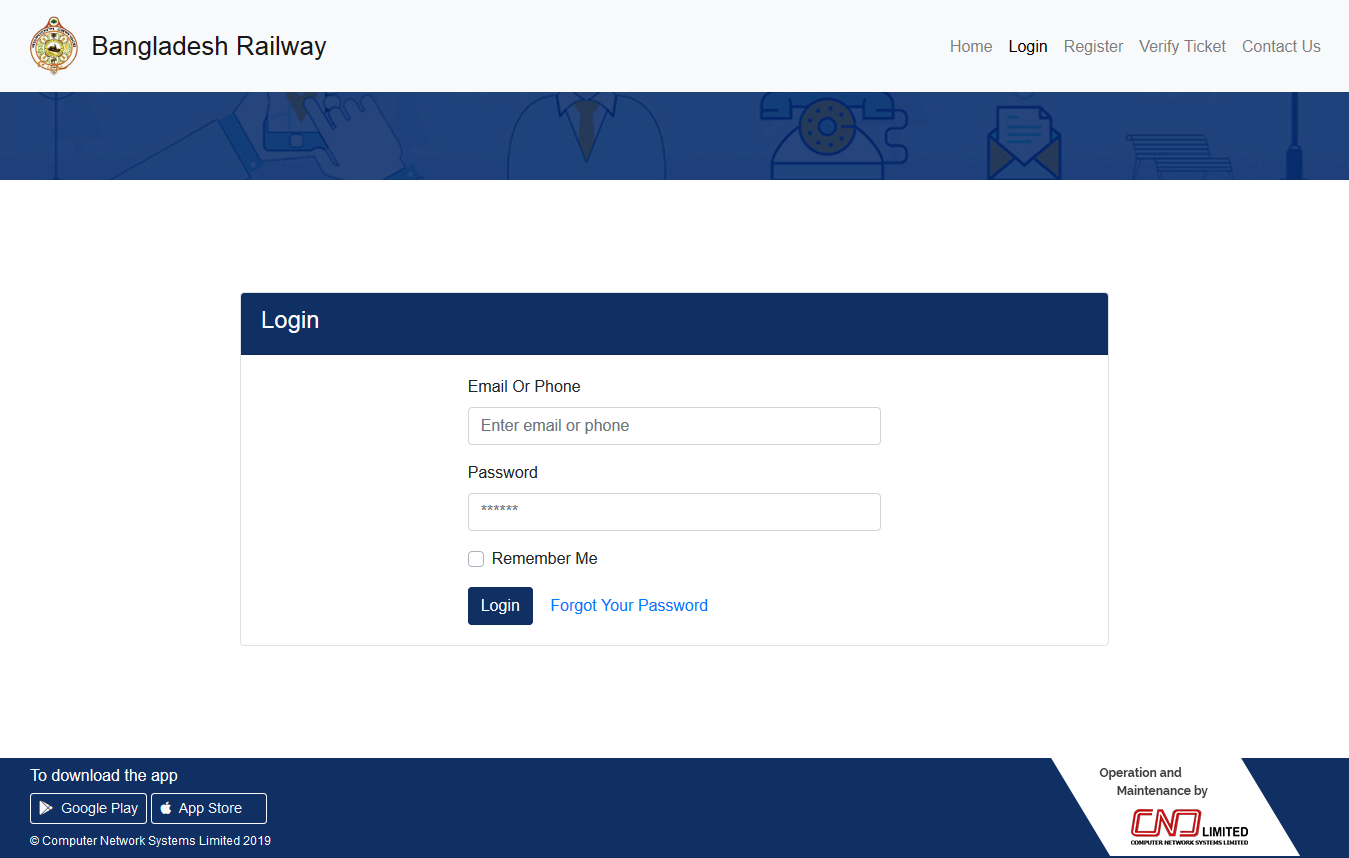 Bangladesh Railway
Home Login Register Verify Ticket Contact Us
Login
Email Or Phone
Enter email or phone
Password
******
Remember Me
Login Forgot Your Password
To download the app
Google Play App Store
© Computer Network Systems Limited 2019
Operation and
Maintenance by
CNS LIMITED
COMPUTER NETWORK SYSTEMS LIMITED